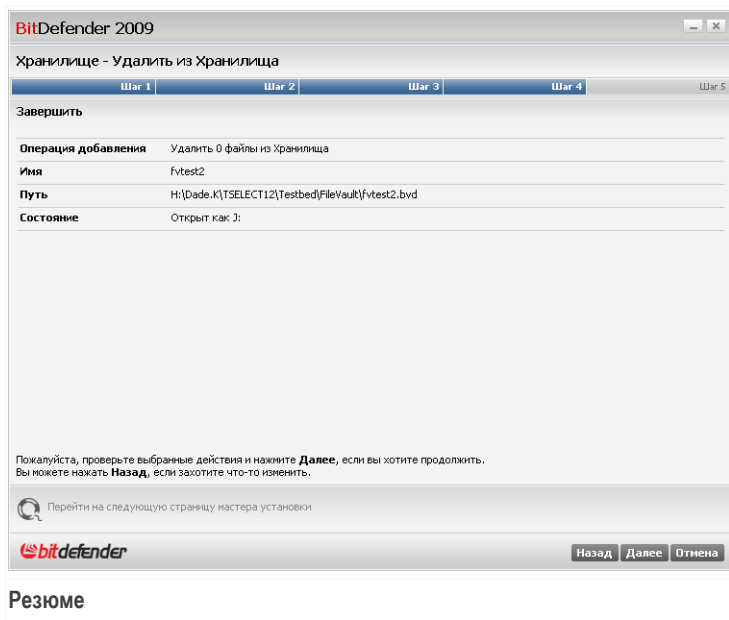 BitDefender 2009
Хранилище - Удалить из Хранилища
Шаг 1 Шаг 2 Шаг 3 Шаг 4 Шаг 5
Завершить
Операция добавления Удалить 0 файлы из Хранилища
Имя fvtest2
Путь H:\Dade.K\TSELECT12\Testbed\FileVault\fvtest2.bvd
Состояние Открыт как J:
Пожалуйста, проверьте выбранные действия и нажмите Далее, если вы хотите продолжить.
Вы можете нажать Назад, если захотите что-то изменить.
Перейти на следующую страницу мастера установки
bitdefender
Назад Далее Отмена
Резюме